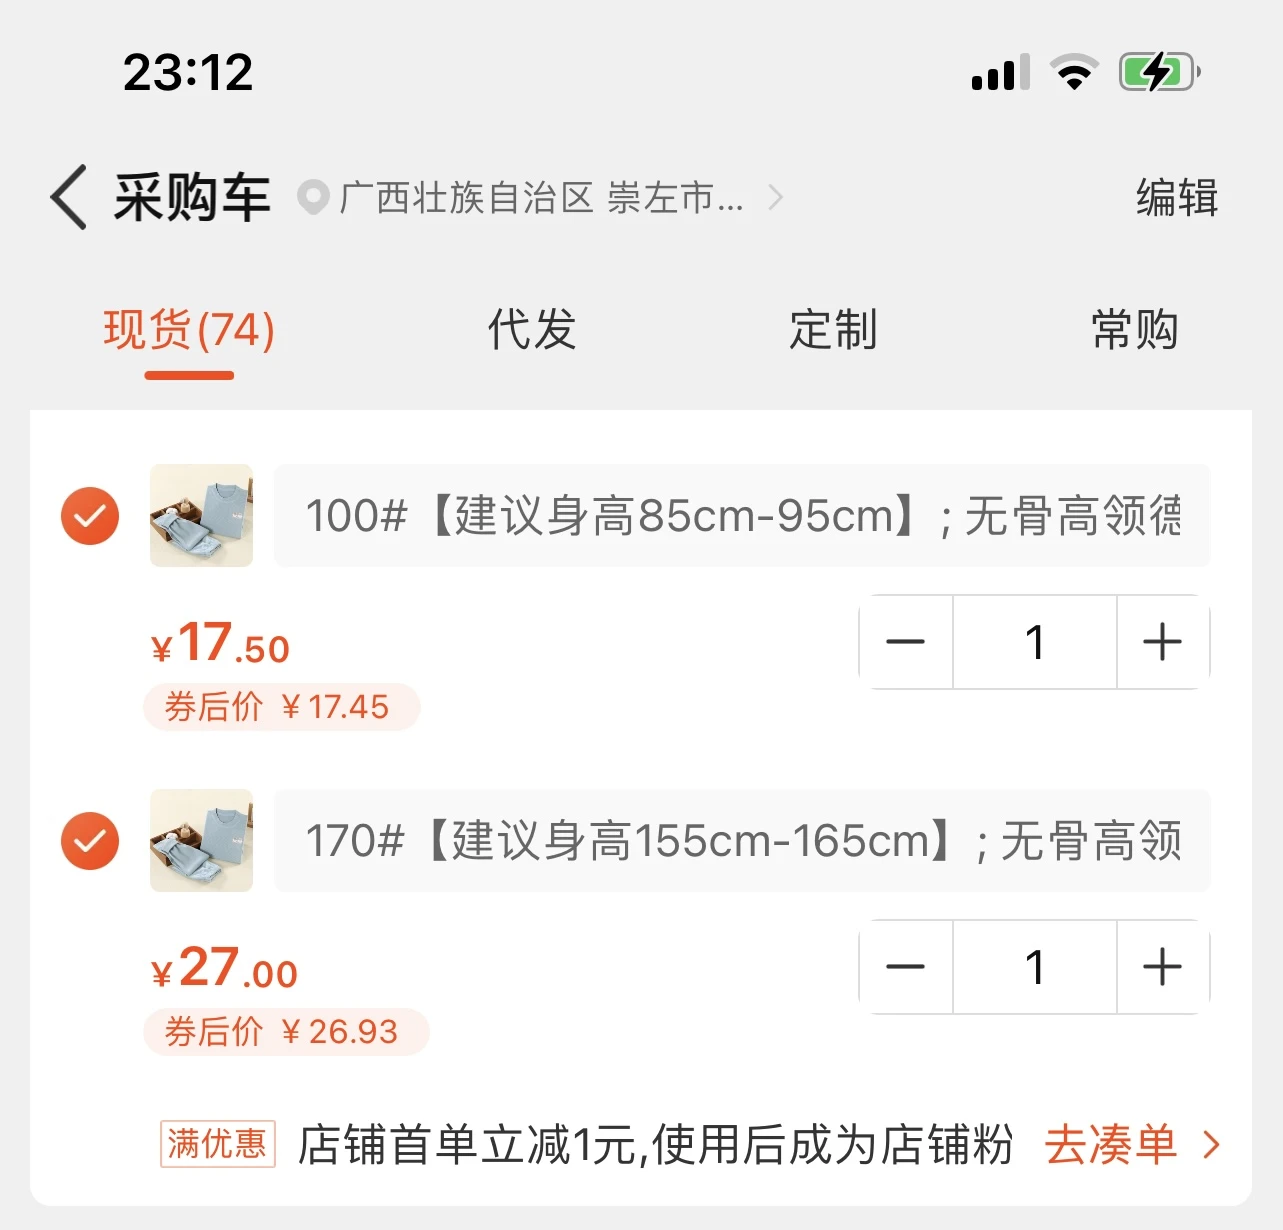 23:12
采购车 广西壮族自治区 崇左市... 编辑
现货(74) 代发 定制 常购
100#【建议身高85cm-95cm】; 无骨高领德
¥17.50
1
券后价 ¥17.45
170#【建议身高155cm-165cm】; 无骨高领
¥27.00
1
券后价 ¥26.93
满优惠 店铺首单立减1元,使用后成为店铺粉 去凑单